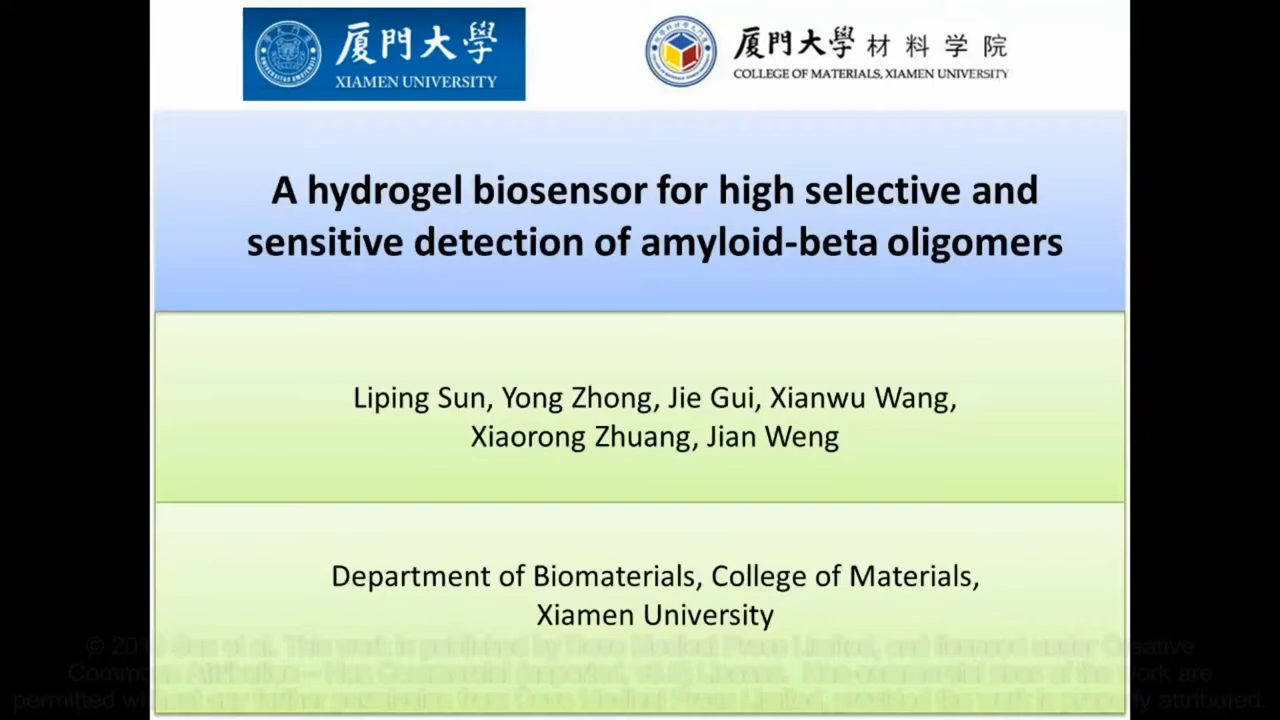 厦門大學
XIAMEN UNIVERSITY
厦門大學 材料学院
COLLEGE OF MATERIALS, XIAMEN UNIVERSITY
A hydrogel biosensor for high selective and
sensitive detection of amyloid-beta oligomers
Liping Sun, Yong Zhong, Jie Gui, Xianwu Wang,
Xiaorong Zhuang, Jian Weng
Department of Biomaterials, College of Materials,
Xiamen University
et al. This work is published by Dove Medical Press Limited, and licensed under Creative
Commons Attribution – Non Commercial (unported, v3.0) License. Non-commercial uses of the work are
permitted without any further permission from Dove Medical Press Limited, provided the work is properly attributed.